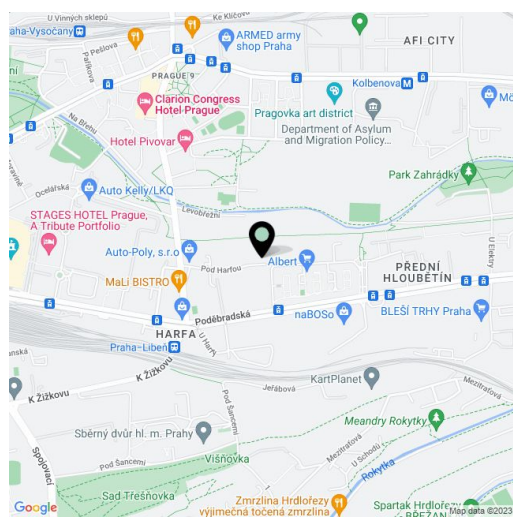 U Vinných sklepů
Ke Klíčovu
aha-Vysočany
Pešlova
Paříkova
ARMED army
shop Praha
AFI CITY
PRAGUE 9
Kolbenova
Clarion Congress
Hotel Prague
Pragovka art district
Department of Asylum
and Migration Policy...
Na Břehu
Hotel Pivovar
Park Zahrádky
Ocelářská
Auto Kelly/LKQ
Levobřežní
STAGES HOTEL Prague,
A Tribute Portfolio
Auto-Poly, s.r.o
Pod Harfou
Albert
U Elektry
PŘEDNÍ
HLOUBĚTÍN
MaLi BISTRO
Poděbradská
naBOSo
BLEŠÍ TRHY Praha
HARFA
U Harfy
Praha-Libeň
K Žižkovu
KartPlanet
Jeřábová
Mezitraťová
K Žižkovu
Pod Šancemi
Meandry Rokytky
Sběrný dvůr hl. m. Prahy
Mezitraťová
U Schodů
Višňovka
Spojovací
Pod Šancemi
Rokytka
Sad Třešňovka
Zmrzlina Hrdlořezy
výjimečná točená zmrzlina
Spartak Hrdlořezy
Google
Map data ©2023